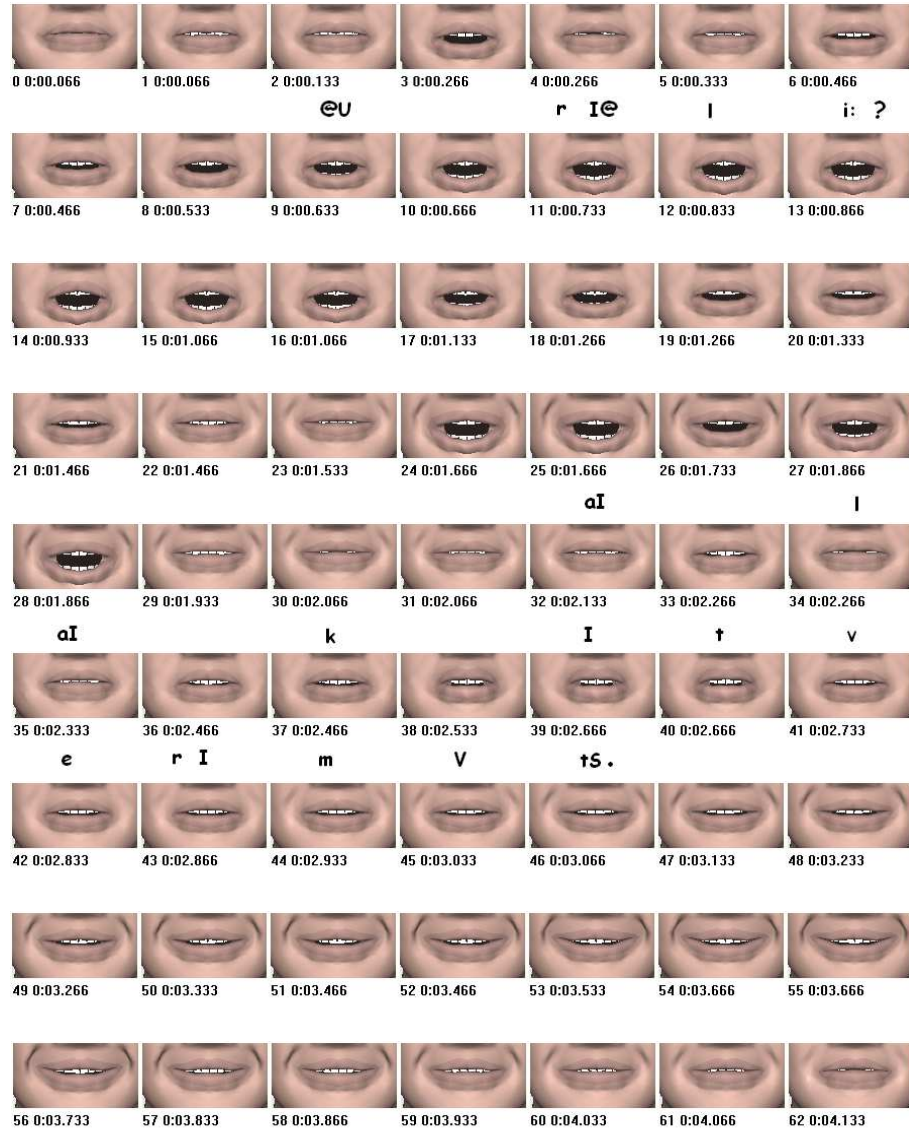 0 0:00.066 1 0:00.066 2 0:00.133 3 0:00.266 4 0:00.266 5 0:00.333 6 0:00.466
@U r I@ l i: ?
7 0:00.466 8 0:00.533 9 0:00.633 10 0:00.666 11 0:00.733 12 0:00.833 13 0:00.866
14 0:00.933 15 0:01.066 16 0:01.066 17 0:01.133 18 0:01.266 19 0:01.266 20 0:01.333
21 0:01.466 22 0:01.466 23 0:01.533 24 0:01.666 25 0:01.666 26 0:01.733 27 0:01.866
aI l
28 0:01.866 29 0:01.933 30 0:02.066 31 0:02.066 32 0:02.133 33 0:02.266 34 0:02.266
aI k I t v
35 0:02.333 36 0:02.466 37 0:02.466 38 0:02.533 39 0:02.666 40 0:02.666 41 0:02.733
e r I m V tS .
42 0:02.833 43 0:02.866 44 0:02.933 45 0:03.033 46 0:03.066 47 0:03.133 48 0:03.233
49 0:03.266 50 0:03.333 51 0:03.466 52 0:03.466 53 0:03.533 54 0:03.666 55 0:03.666
56 0:03.733 57 0:03.833 58 0:03.866 59 0:03.933 60 0:04.033 61 0:04.066 62 0:04.133